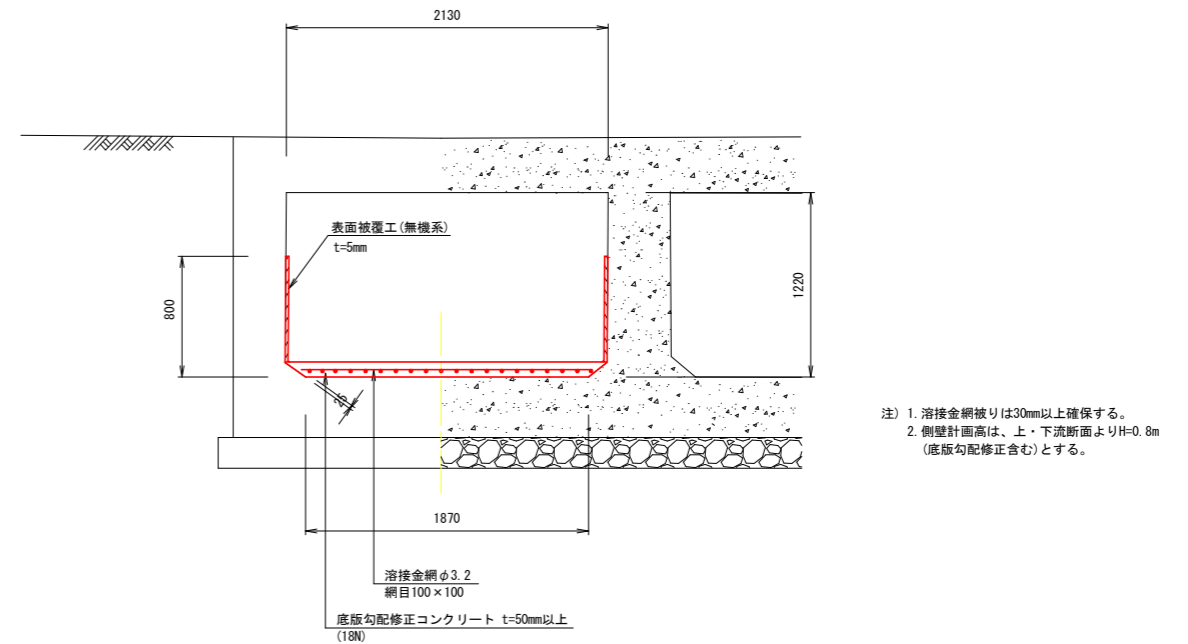 2130
表面被覆工(無機系)
t=5mm
800
1220
25
注) 1.溶接金網被りは30mm以上確保する。
2.側壁計画高は、上・下流断面よりH=0.8m
(底版勾配修正含む)とする。
1870
溶接金網φ3.2
網目100×100
底版勾配修正コンクリート t=50mm以上
(18N)